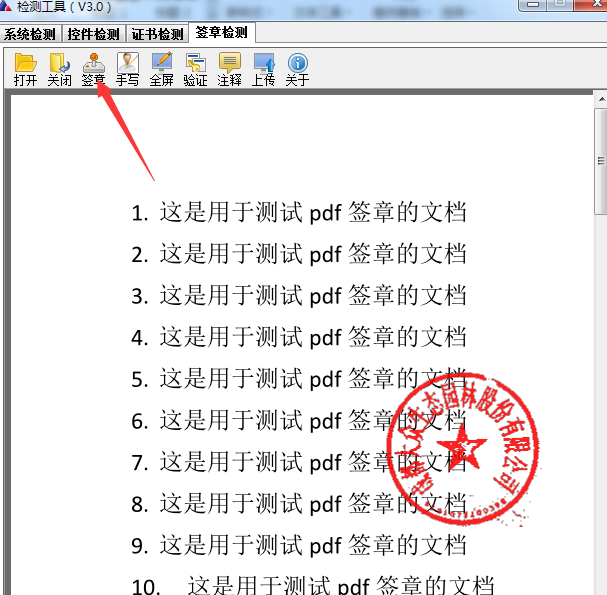 检测工具（V3.0）
系统检测 控件检测 证书检测 签章检测
打开 关闭 签章 手写 全屏 验证 注释 上传 关于
1. 这是用于测试 pdf 签章的文档
2. 这是用于测试 pdf 签章的文档
3. 这是用于测试 pdf 签章的文档
4. 这是用于测试 pdf 签章的文档
5. 这是用于测试 pdf 签章的文档
6. 这是用于测试 pdf 签章的文档
7. 这是用于测试 pdf 签章的文档
8. 这是用于测试 pdf 签章的文档
9. 这是用于测试 pdf 签章的文档
10. 这是用于测试 pdf 签章的文档
大众生态园林股份有限公司